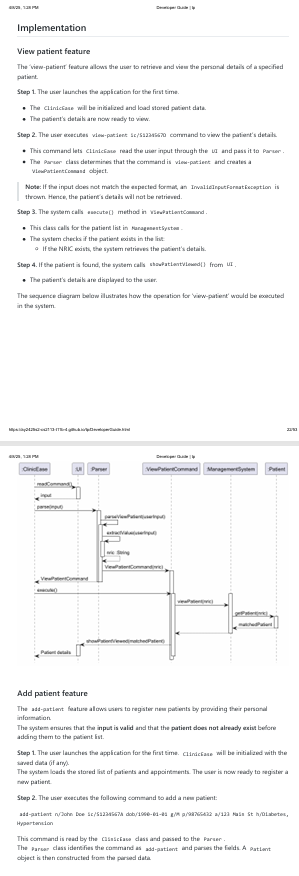 4/8/25, 1:28 PM Developer Guide | tp
Implementation
View patient feature
The 'view-patient' feature allows the user to retrieve and view the personal details of a specified
patient.
Step 1. The user launches the application for the first time.
The ClinicEase will be initialized and load stored patient data.
The patient's details are now ready to view.
Step 2. The user executes view-patient ic/S1234567D command to view the patient's details.
This command lets ClinicEase read the user input through the UI and pass it to Parser.
The Parser class determines that the command is view-patient and creates a
ViewPatientCommand object.
Note: If the input does not match the expected format, an InvalidInputFormatException is
thrown. Hence, the patient's details will not be retrieved.
Step 3. The system calls execute() method in ViewPatientCommand.
This class calls for the patient list in ManagementSystem.
The system checks if the patient exists in the list:
If the NRIC exists, the system retrieves the patient's details.
Step 4. If the patient is found, the system calls showPatientViewed() from UI.
The patient's details are displayed to the user.
The sequence diagram below illustrates how the operation for 'view-patient' would be executed
in the system.
22/53
4/8/25, 1:28 PM Developer Guide | tp
:ClinicEase :UI :Parser :ViewPatientCommand :ManagementSystem :Patient
readCommand()
input
parse(input)
parseViewPatient(userInput)
extractValue(userInput)
nric: String
ViewPatientCommand(nric)
ViewPatientCommand
execute()
viewPatient(nric)
getPatient(nric)
matchedPatient
showPatientViewed(matchedPatient)
Patient details
Add patient feature
The add-patient feature allows users to register new patients by providing their personal
information.
The system ensures that the input is valid and that the patient does not already exist before
adding them to the patient list.
Step 1. The user launches the application for the first time. ClinicEase will be initialized with the
saved data (if any).
The system loads the stored list of patients and appointments. The user is now ready to register a
new patient.
Step 2. The user executes the following command to add a new patient:
add-patient n/John Doe ic/S1234567A dob/1990-01-01 g/M p/98765432 a/123 Main St h/Diabetes,
Hypertension
This command is read by the ClinicEase class and passed to the Parser.
The Parser class identifies the command as add-patient and parses the fields. A Patient
object is then constructed from the parsed data.